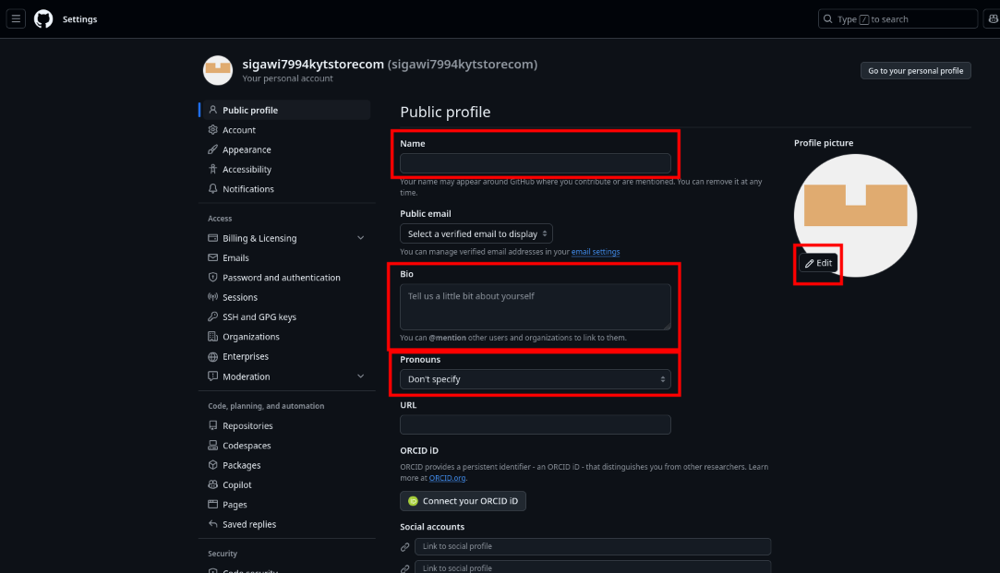 Settings
Type / to search
sigawi7994kytstorecom (sigawi7994kytstorecom)
Your personal account
Go to your personal profile
Public profile
Account
Appearance
Accessibility
Notifications
Access
Billing & Licensing
Emails
Password and authentication
Sessions
SSH and GPG keys
Organizations
Enterprises
Moderation
Code, planning, and automation
Repositories
Codespaces
Packages
Copilot
Pages
Saved replies
Security
Code security
Public profile
Name
Your name may appear around GitHub where you contribute or are mentioned. You can remove it at any
time.
Public email
Select a verified email to display
You can manage verified email addresses in your email settings
Bio
Tell us a little bit about yourself
You can @mention other users and organizations to link to them.
Pronouns
Don't specify
URL
ORCID iD
ORCID provides a persistent identifier - an ORCID iD - that distinguishes you from other researchers. Learn
more at ORCID.org.
Connect your ORCID iD
Social accounts
Link to social profile
Link to social profile
Profile picture
Edit